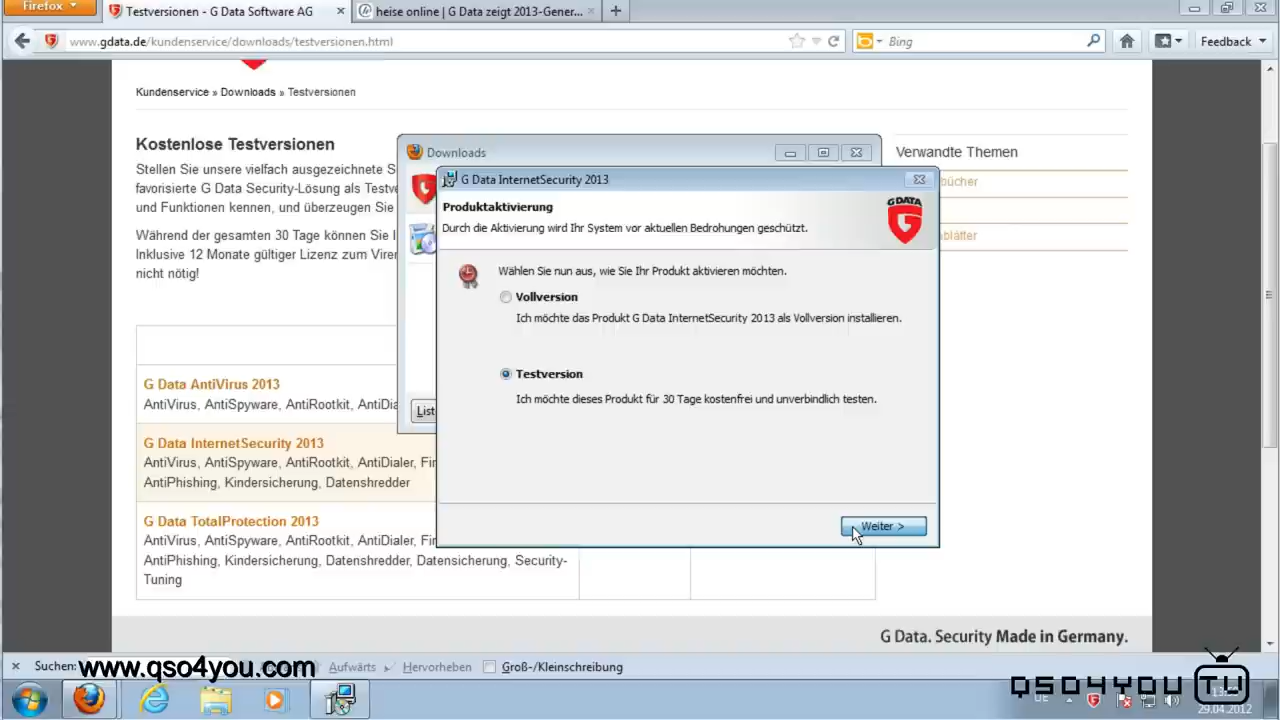 Firefox
Testversionen - G Data Software AG
heise online | G Data zeigt 2013-Gener...
www.gdata.de/kundenservice/downloads/testversionen.html
Bing
Feedback
Kundenservice » Downloads » Testversionen
Kostenlose Testversionen
Stellen Sie unsere vielfach ausgezeichnete S
favorisierte G Data Security-Lösung als Testve
und Funktionen kennen, und überzeugen Sie
Während der gesamten 30 Tage können Sie I
Inklusive 12 Monate gültiger Lizenz zum Viren
nicht nötig!
G Data AntiVirus 2013
AntiVirus, AntiSpyware, AntiRootkit, AntiDia
G Data InternetSecurity 2013
AntiVirus, AntiSpyware, AntiRootkit, AntiDialer, Fir
AntiPhishing, Kindersicherung, Datenshredder
G Data TotalProtection 2013
AntiVirus, AntiSpyware, AntiRootkit, AntiDialer, Fir
AntiPhishing, Kindersicherung, Datenshredder, Datensicherung, Security-
Tuning
Verwandte Themen
bücher
blätter
Downloads
List
G Data InternetSecurity 2013
Produktaktivierung
Durch die Aktivierung wird Ihr System vor aktuellen Bedrohungen geschützt.
GDATA
Wählen Sie nun aus, wie Sie Ihr Produkt aktivieren möchten.
Vollversion
Ich möchte das Produkt G Data InternetSecurity 2013 als Vollversion installieren.
Testversion
Ich möchte dieses Produkt für 30 Tage kostenfrei und unverbindlich testen.
Weiter >
G Data. Security Made in Germany.
Suchen:
www.qso4you.com
Aufwärts
Hervorheben
Groß-/Kleinschreibung
QSO4YOU TV
DE
29.04.2012